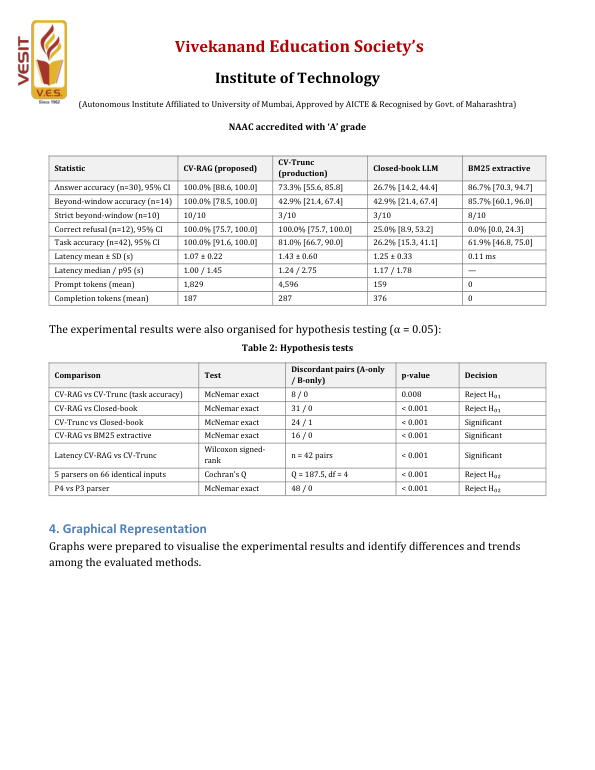 VESIT
V.E.S.
Since 1962
Vivekanand Education Society’s
Institute of Technology
(Autonomous Institute Affiliated to University of Mumbai, Approved by AICTE & Recognised by Govt. of Maharashtra)
NAAC accredited with ‘A’ grade
Statistic CV-RAG (proposed) CV-Trunc (production) Closed-book LLM BM25 extractive
Answer accuracy (n=30), 95% CI 100.0% [88.6, 100.0] 73.3% [55.6, 85.8] 26.7% [14.2, 44.4] 86.7% [70.3, 94.7]
Beyond-window accuracy (n=14) 100.0% [78.5, 100.0] 42.9% [21.4, 67.4] 42.9% [21.4, 67.4] 85.7% [60.1, 96.0]
Strict beyond-window (n=10) 10/10 3/10 3/10 8/10
Correct refusal (n=12), 95% CI 100.0% [75.7, 100.0] 100.0% [75.7, 100.0] 25.0% [8.9, 53.2] 0.0% [0.0, 24.3]
Task accuracy (n=42), 95% CI 100.0% [91.6, 100.0] 81.0% [66.7, 90.0] 26.2% [15.3, 41.1] 61.9% [46.8, 75.0]
Latency mean ± SD (s) 1.07 ± 0.22 1.43 ± 0.60 1.25 ± 0.33 0.11 ms
Latency median / p95 (s) 1.00 / 1.45 1.24 / 2.75 1.17 / 1.78 —
Prompt tokens (mean) 1,829 4,596 159 0
Completion tokens (mean) 187 287 376 0
The experimental results were also organised for hypothesis testing (α = 0.05):
Table 2: Hypothesis tests
Comparison Test Discordant pairs (A-only / B-only) p-value Decision
CV-RAG vs CV-Trunc (task accuracy) McNemar exact 8 / 0 0.008 Reject H₀₁
CV-RAG vs Closed-book McNemar exact 31 / 0 < 0.001 Reject H₀₁
CV-Trunc vs Closed-book McNemar exact 24 / 1 < 0.001 Significant
CV-RAG vs BM25 extractive McNemar exact 16 / 0 < 0.001 Significant
Latency CV-RAG vs CV-Trunc Wilcoxon signed-rank n = 42 pairs < 0.001 Significant
5 parsers on 66 identical inputs Cochran's Q Q = 187.5, df = 4 < 0.001 Reject H₀₂
P4 vs P3 parser McNemar exact 48 / 0 < 0.001 Reject H₀₂
4. Graphical Representation
Graphs were prepared to visualise the experimental results and identify differences and trends
among the evaluated methods.